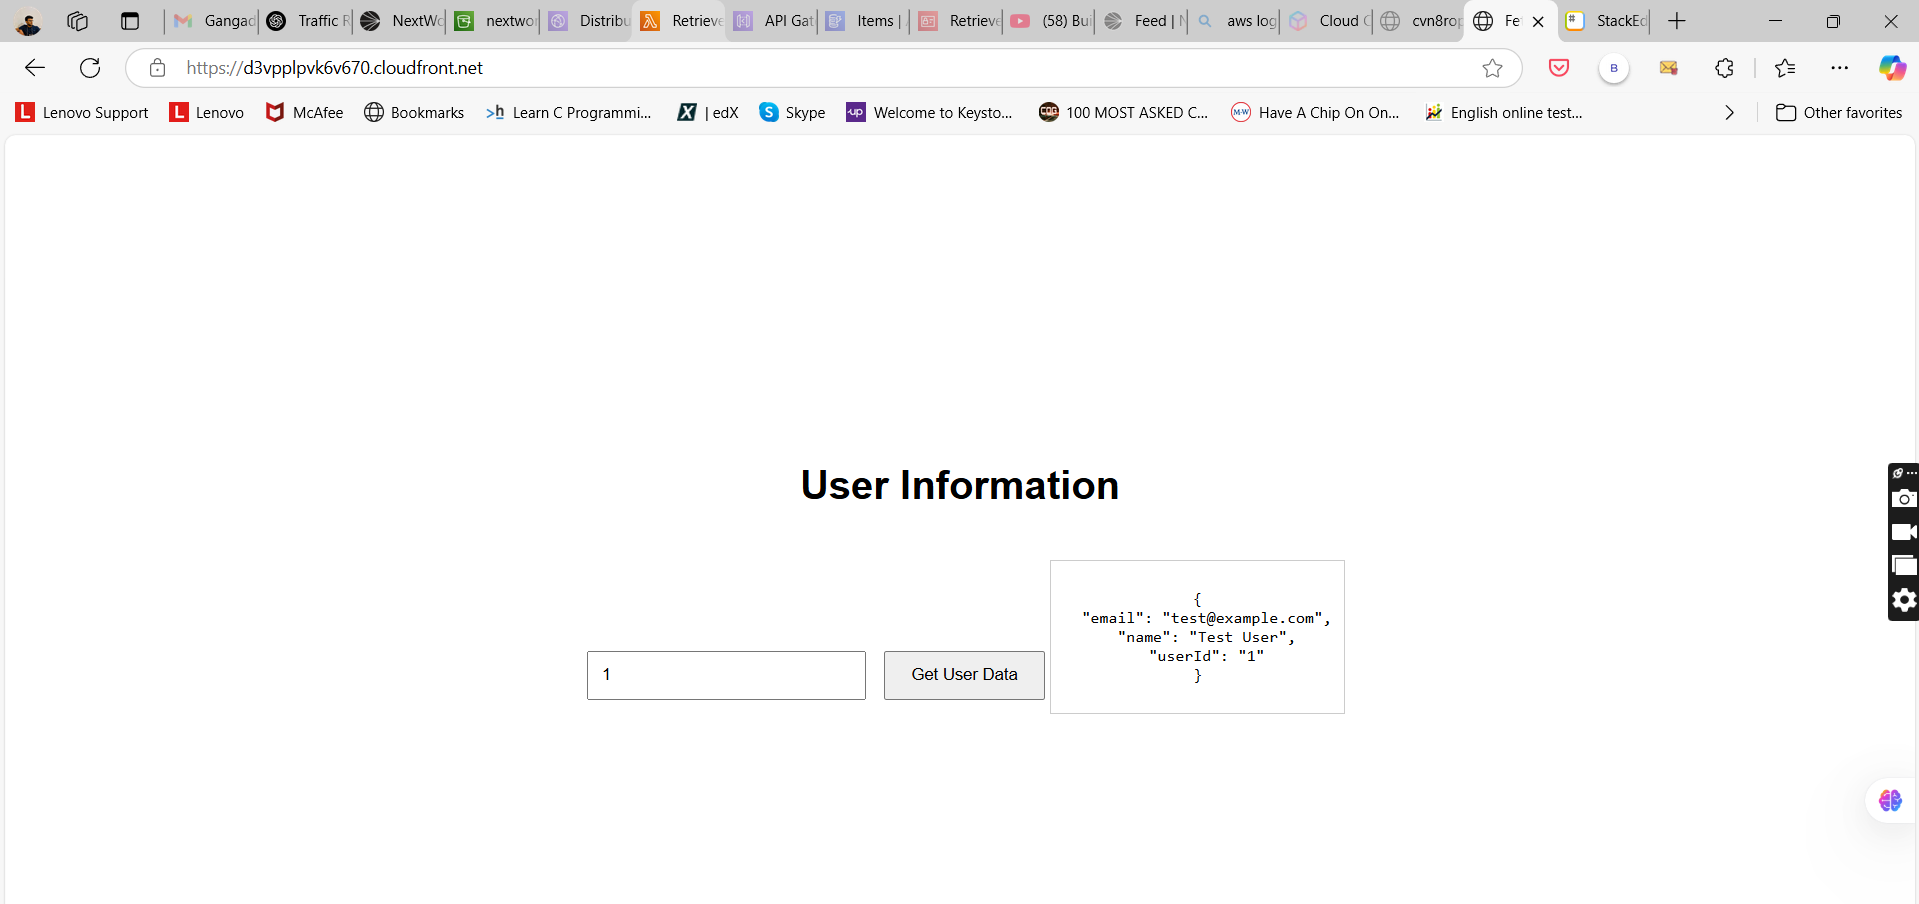 Gangad
Traffic R
NextWo
nextwor
Distribu
Retrieve
API Gat
Items |
Retrieve
(58) Bui
Feed | N
aws log
Cloud C
cvn8rop
Fe
StackEd
https://d3vpplpvk6v670.cloudfront.net
B
L Lenovo Support
L Lenovo
McAfee
Bookmarks
>h Learn C Programmi...
X | edX
S Skype
up Welcome to Keysto...
100 MOST ASKED C...
M-W Have A Chip On On...
English online test...
Other favorites
User Information
{
"email": "test@example.com",
"name": "Test User",
"userId": "1"
}
1
Get User Data